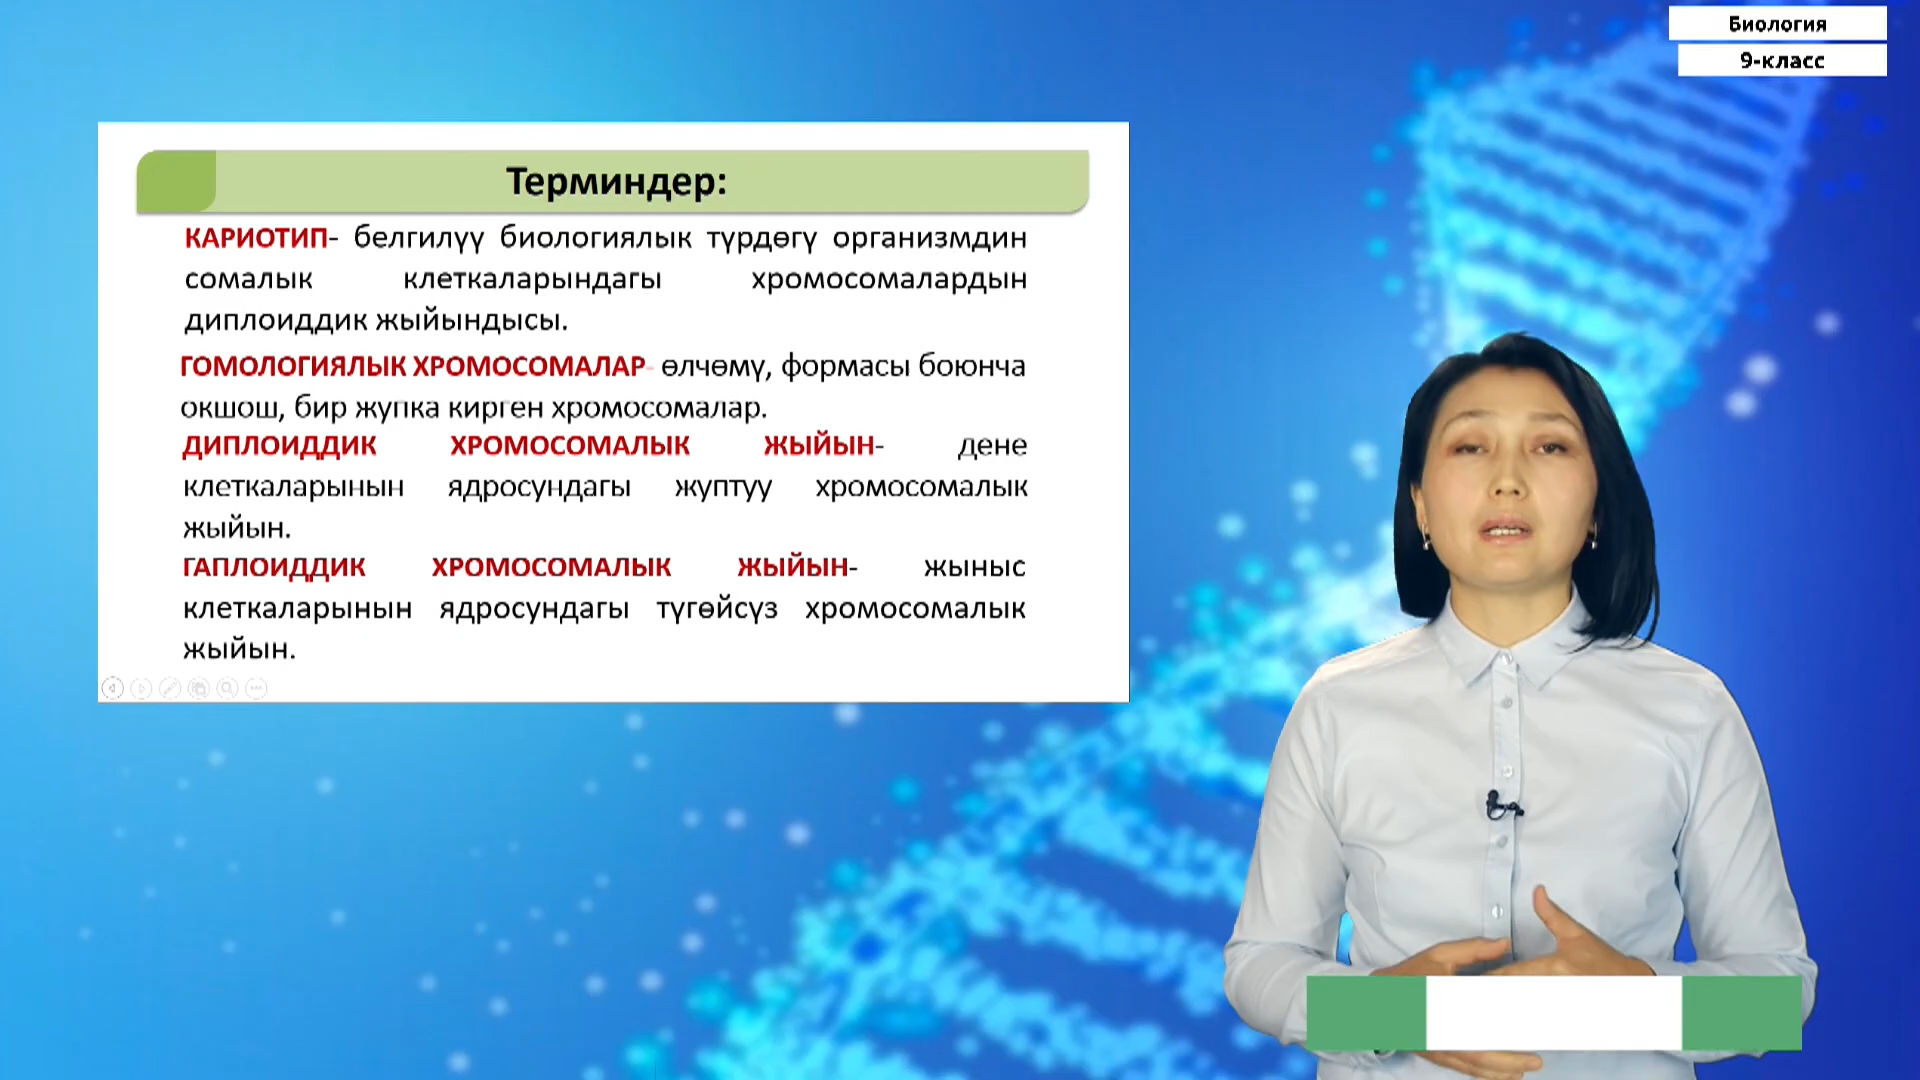 Биология
9-класс
Терминдер:
КАРИОТИП- белгилүү биологиялык түрдөгү организмдин
сомалык клеткаларындагы хромосомалардын
диплоиддик жыйындысы.
ГОМОЛОГИЯЛЫК ХРОМОСОМАЛАР- өлчөмү, формасы боюнча
окшош, бир жупка кирген хромосомалар.
ДИПЛОИДДИК ХРОМОСОМАЛЫК ЖЫЙЫН- дене
клеткаларынын ядросундагы жуптуу хромосомалык
жыйын.
ГАПЛОИДДИК ХРОМОСОМАЛЫК ЖЫЙЫН- жыныс
клеткаларынын ядросундагы түгөйсүз хромосомалык
жыйын.